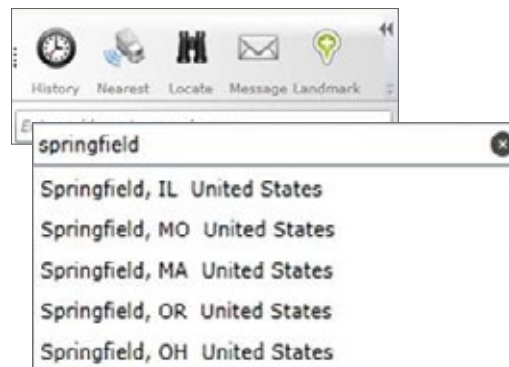 History Nearest Locate Message Landmark
springfield
Springfield, IL United States
Springfield, MO United States
Springfield, MA United States
Springfield, OR United States
Springfield, OH United States